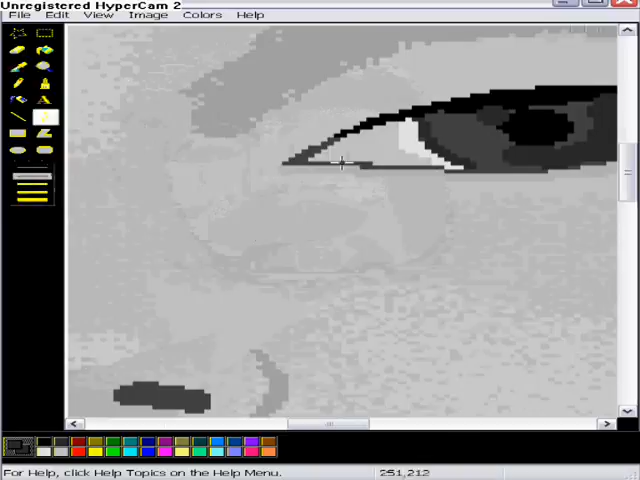 Unregistered HyperCam 2
File Edit View Image Colors Help
A
For Help, click Help Topics on the Help Menu.
251,212